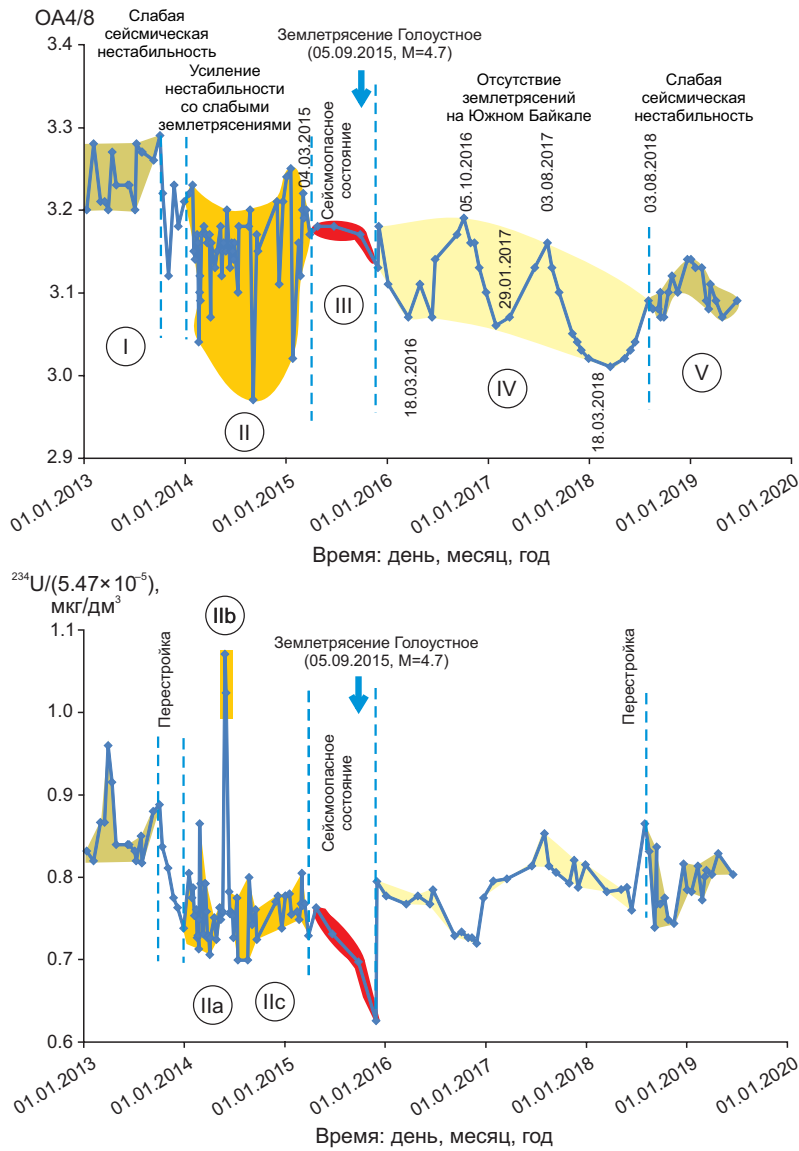 ОА4/8
Слабая
сейсмическая
нестабильность
Усиление
нестабильности
со слабыми
землетрясениями
Землетрясение Голоустное
(05.09.2015, M=4.7)
Отсутствие
землетрясений
на Южном Байкале
Слабая
сейсмическая
нестабильность
04.03.2015
Сейсмоопасное
состояние
05.10.2016
29.01.2017
03.08.2017
03.08.2018
18.03.2016
18.03.2018
I
II
III
IV
V
3.4
3.3
3.2
3.1
3.0
2.9
01.01.2013
01.01.2014
01.01.2015
01.01.2016
01.01.2017
01.01.2018
01.01.2019
01.01.2020
Время: день, месяц, год
²³⁴U/(5.47×10⁻⁵),
мкг/дм³
IIb
Землетрясение Голоустное
(05.09.2015, M=4.7)
Перестройка
Сейсмоопасное
состояние
Перестройка
IIa
IIc
1.1
1.0
0.9
0.8
0.7
0.6
01.01.2013
01.01.2014
01.01.2015
01.01.2016
01.01.2017
01.01.2018
01.01.2019
01.01.2020
Время: день, месяц, год